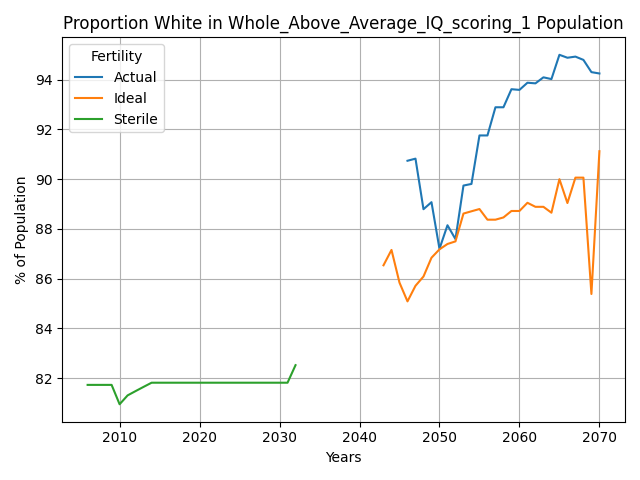 Proportion White in Whole_Above_Average_IQ_scoring_1 Population
Fertility
Actual
Ideal
Sterile
% of Population
94
92
90
88
86
84
82
2010 2020 2030 2040 2050 2060 2070
Years